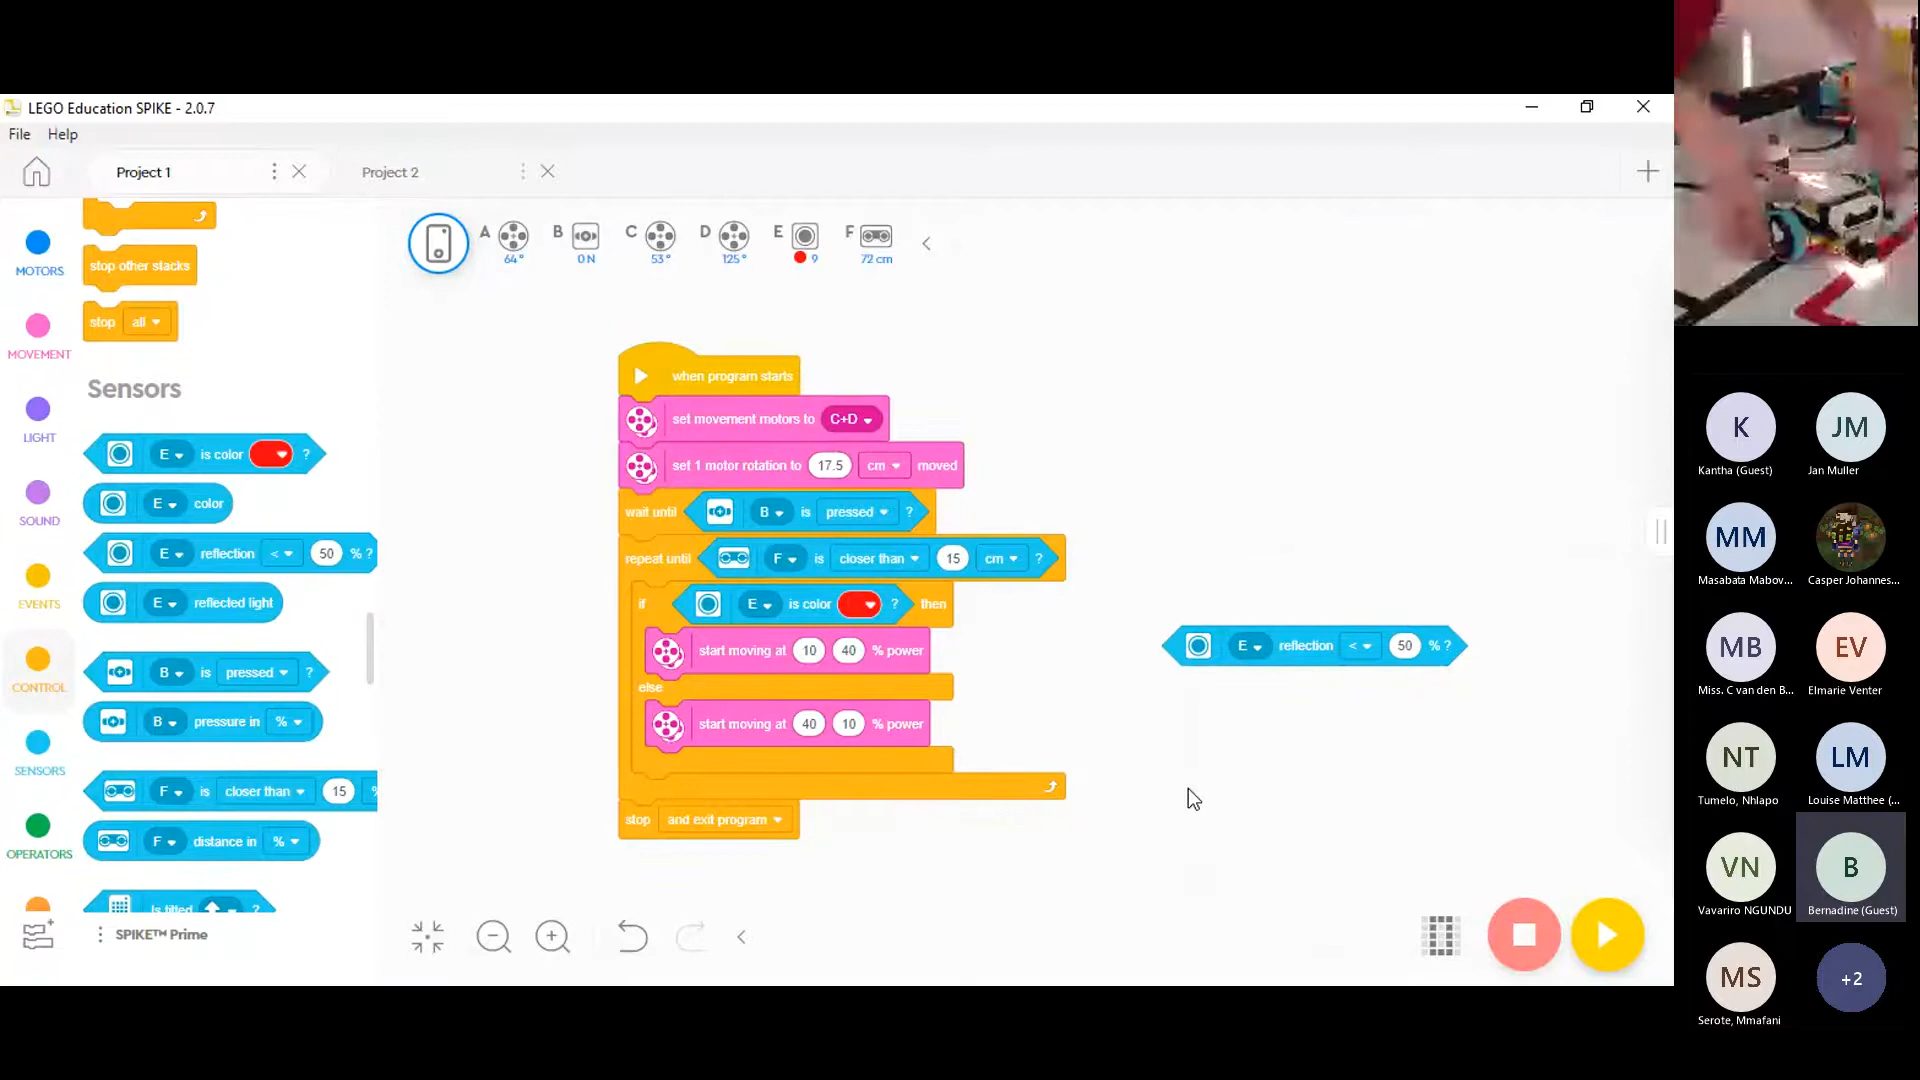 LEGO Education SPIKE - 2.0.7
File Help
Project 1
Project 2
A B C D E F
64° 0 N 53° 125° 9 72 cm
MOTORS
MOVEMENT
LIGHT
SOUND
EVENTS
CONTROL
SENSORS
OPERATORS
stop other stacks
stop all
Sensors
E is color ?
E color
E reflection < 50 % ?
E reflected light
B is pressed ?
B pressure in %
F is closer than 15 %
F distance in %
Is tilted ?
SPIKE™ Prime
when program starts
set movement motors to C+D
set 1 motor rotation to 17.5 cm moved
wait until B is pressed ?
repeat until F is closer than 15 cm ?
if E is color ? then
start moving at 10 40 % power
else
start moving at 40 10 % power
stop and exit program
E reflection < 50 % ?
K JM
Kantha (Guest) Jan Muller
MM
Masabata Mabov... Casper Johannes...
MB EV
Miss. C van den B... Elmarie Venter
NT LM
Tumelo, Nhlapo Louise Matthee (...
VN B
Vavariro NGUNDU Bernadine (Guest)
MS +2
Serote, Mmafani